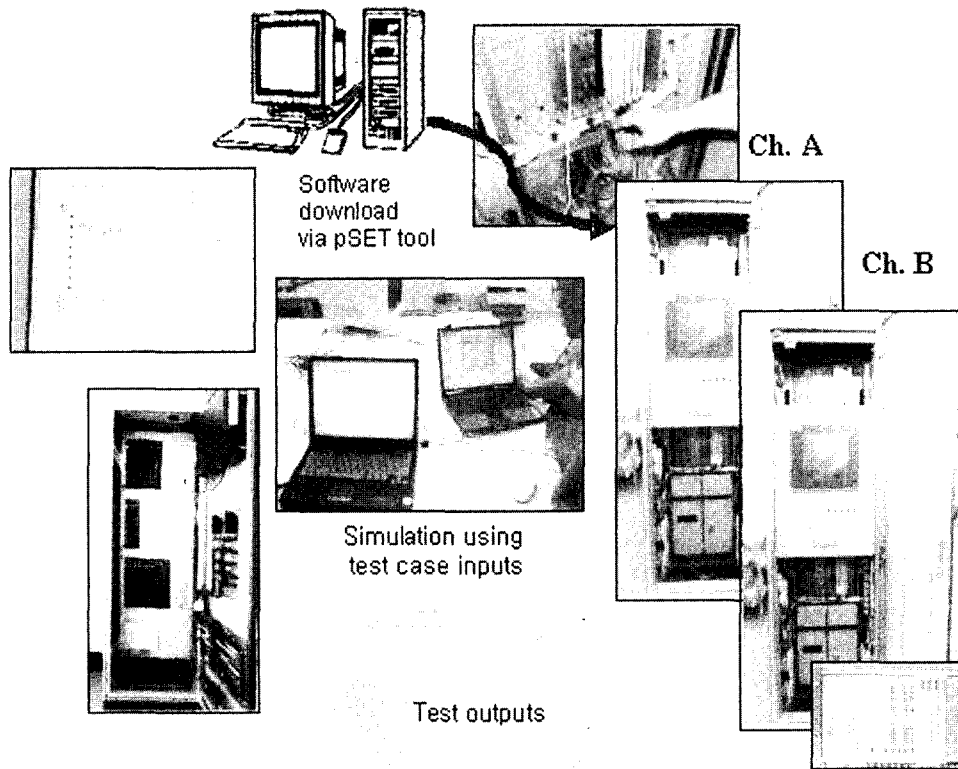 Ch. A
Software
download
via pSET tool
Ch. B
Simulation using
test case inputs
Test outputs